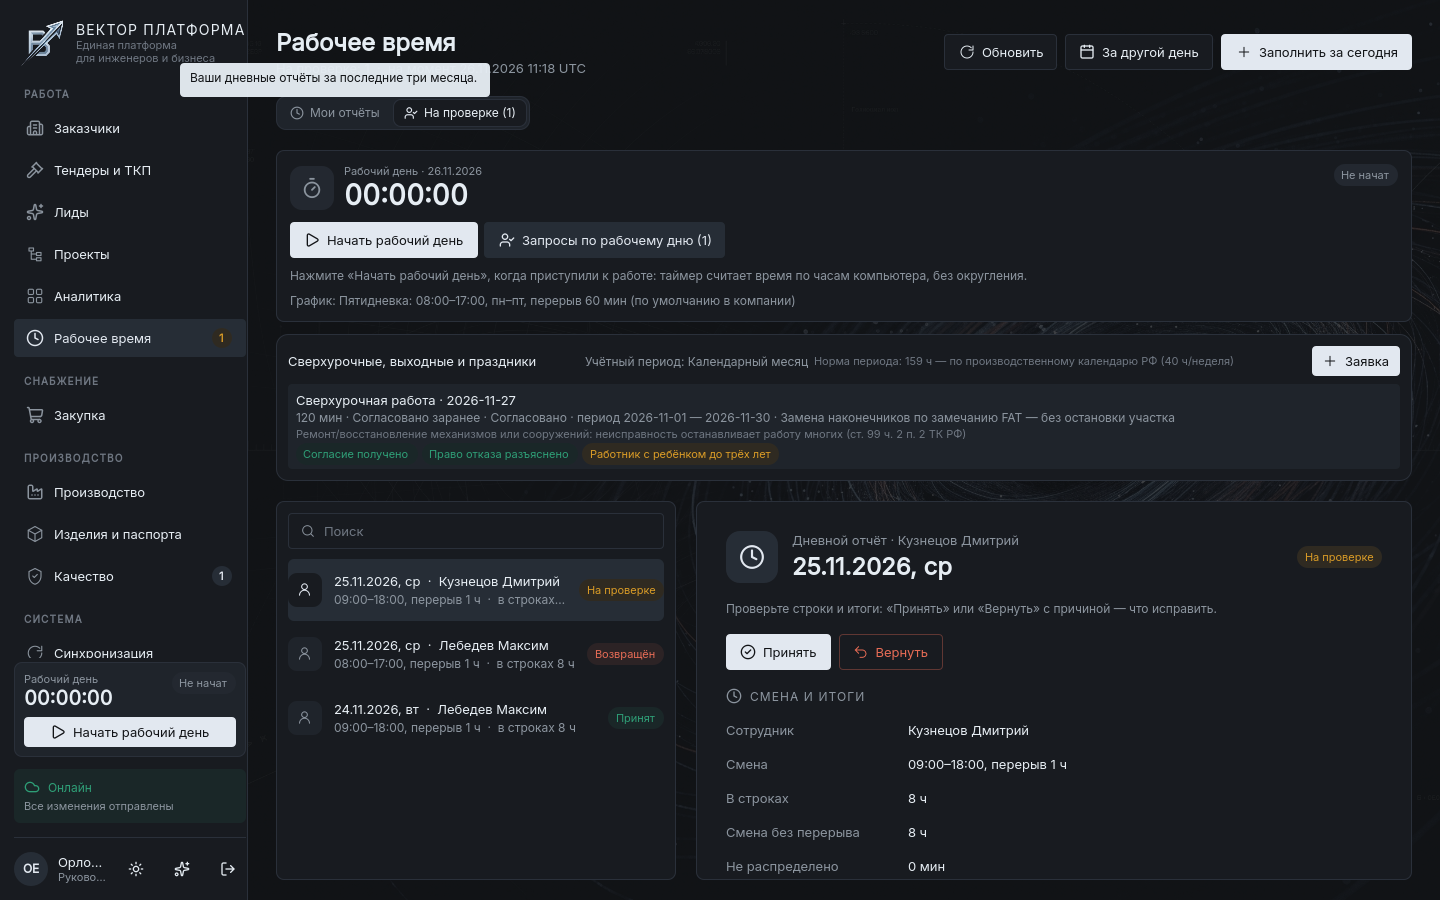 ВЕКТОР ПЛАТФОРМА
Единая платформа
для инженеров и бизнеса
РАБОТА
Заказчики
Тендеры и ТКП
Лиды
Проекты
Аналитика
Рабочее время 1
СНАБЖЕНИЕ
Закупка
ПРОИЗВОДСТВО
Производство
Изделия и паспорта
Качество 1
СИСТЕМА
Синхронизация
Рабочий день
Не начат
00:00:00
Начать рабочий день
Онлайн
Все изменения отправлены
ОЕ
Орло...
Руково...
Рабочее время
Обновить
За другой день
Заполнить за сегодня
.2026 11:18 UTC
Ваши дневные отчёты за последние три месяца.
Мои отчёты
На проверке (1)
Рабочий день · 26.11.2026
00:00:00
Не начат
Начать рабочий день
Запросы по рабочему дню (1)
Нажмите «Начать рабочий день», когда приступили к работе: таймер считает время по часам компьютера, без округления.
График: Пятидневка: 08:00–17:00, пн–пт, перерыв 60 мин (по умолчанию в компании)
Сверхурочные, выходные и праздники
Учётный период: Календарный месяц
Норма периода: 159 ч — по производственному календарю РФ (40 ч/неделя)
Заявка
Сверхурочная работа · 2026-11-27
120 мин · Согласовано заранее · Согласовано · период 2026-11-01 — 2026-11-30 · Замена наконечников по замечанию FAT — без остановки участка
Ремонт/восстановление механизмов или сооружений: неисправность останавливает работу многих (ст. 99 ч. 2 п. 2 ТК РФ)
Согласие получено
Право отказа разъяснено
Работник с ребёнком до трёх лет
Поиск
25.11.2026, ср · Кузнецов Дмитрий
09:00–18:00, перерыв 1 ч · в строках...
На проверке
25.11.2026, ср · Лебедев Максим
08:00–17:00, перерыв 1 ч · в строках 8 ч
Возвращён
24.11.2026, вт · Лебедев Максим
09:00–18:00, перерыв 1 ч · в строках 8 ч
Принят
Дневной отчёт · Кузнецов Дмитрий
25.11.2026, ср
На проверке
Проверьте строки и итоги: «Принять» или «Вернуть» с причиной — что исправить.
Принять
Вернуть
СМЕНА И ИТОГИ
Сотрудник Кузнецов Дмитрий
Смена 09:00–18:00, перерыв 1 ч
В строках 8 ч
Смена без перерыва 8 ч
Не распределено 0 мин